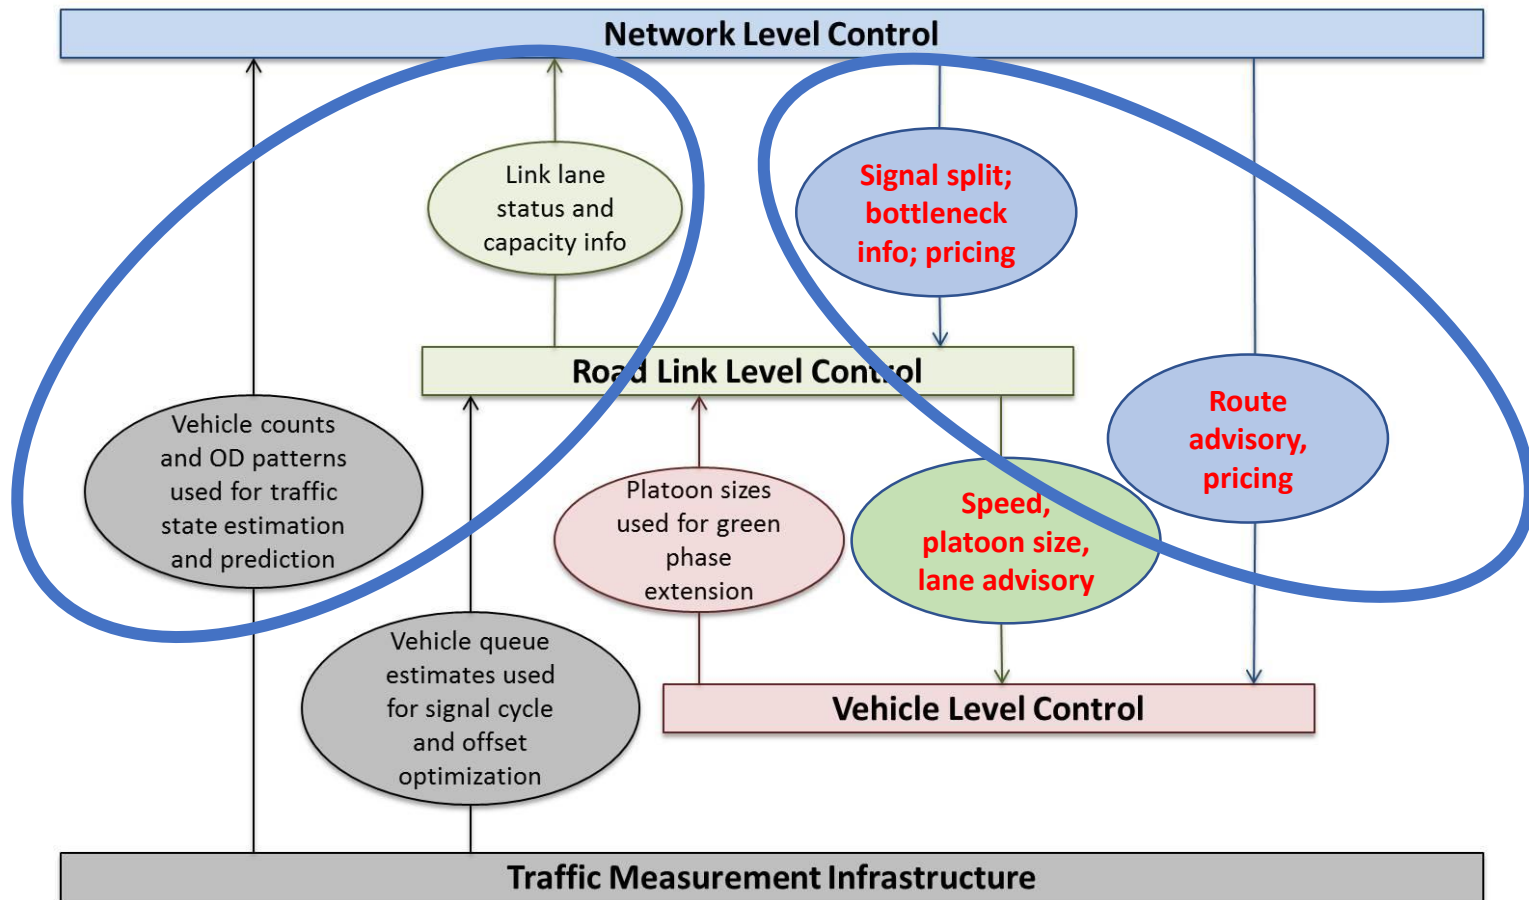 Network Level Control
Link lane
status and
capacity info
Signal split;
bottleneck
info; pricing
Road Link Level Control
Vehicle counts
and OD patterns
used for traffic
state estimation
and prediction
Platoon sizes
used for green
phase
extension
Speed,
platoon size,
lane advisory
Route
advisory,
pricing
Vehicle queue
estimates used
for signal cycle
and offset
optimization
Vehicle Level Control
Traffic Measurement Infrastructure